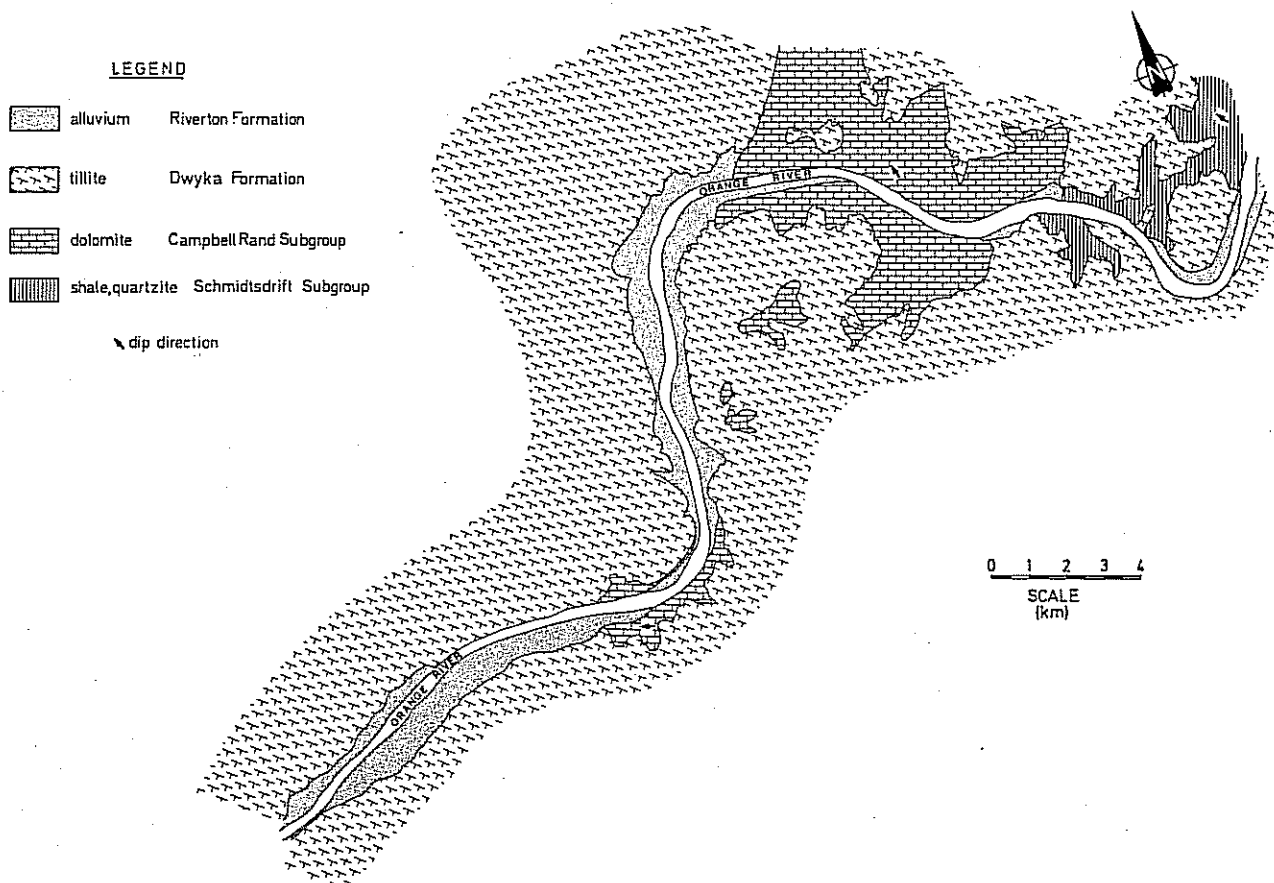 LEGEND
alluvium Riverton Formation
tillite Dwyka Formation
dolomite Campbell Rand Subgroup
shale, quartzite Schmidtsdrift Subgroup
dip direction
N
ORANGE RIVER
ORANGE RIVER
0 1 2 3 4
SCALE
(km)